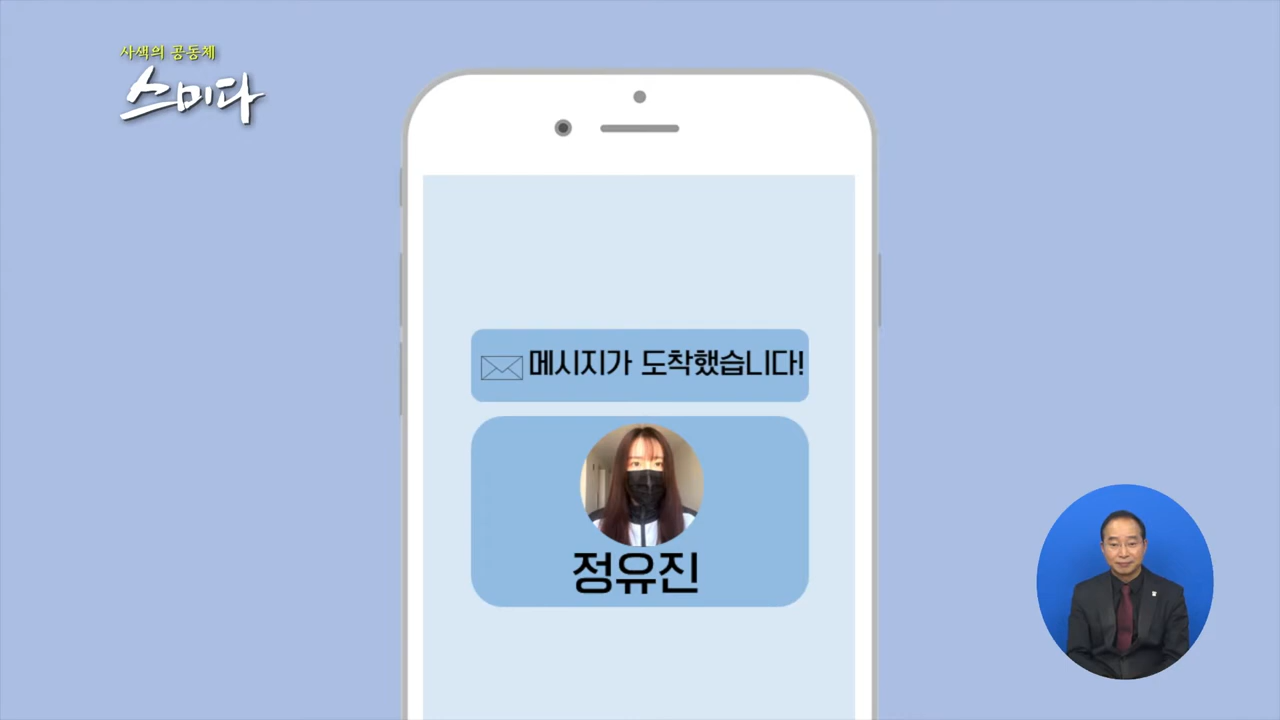 사색의 공동체
스미다
메시지가 도착했습니다!
정유진